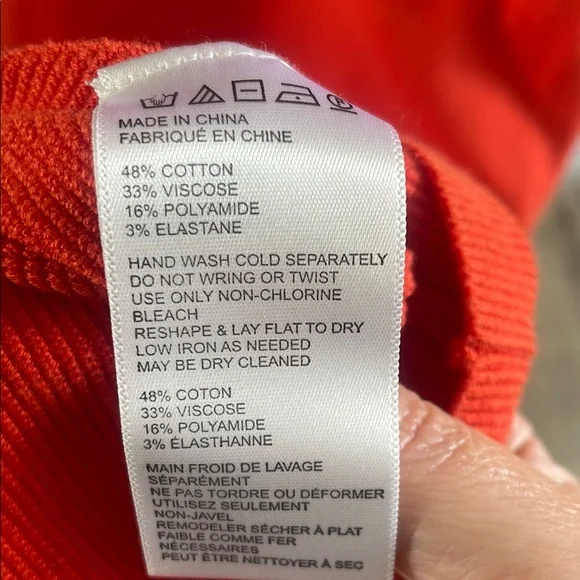 MADE IN CHINA
FABRIQUÉ EN CHINE
48% COTTON
33% VISCOSE
16% POLYAMIDE
3% ELASTANE
HAND WASH COLD SEPARATELY
DO NOT WRING OR TWIST
USE ONLY NON-CHLORINE
BLEACH
RESHAPE & LAY FLAT TO DRY
LOW IRON AS NEEDED
MAY BE DRY CLEANED
48% COTON
33% VISCOSE
16% POLYAMIDE
3% ÉLASTHANNE
MAIN FROID DE LAVAGE
SÉPARÉMENT
NE PAS TORDRE OU DÉFORMER
UTILISEZ SEULEMENT
NON-JAVEL
REMODELER SÉCHER À PLAT
FAIBLE COMME FER
NÉCESSAIRES
PEUT ÊTRE NETTOYER À SEC